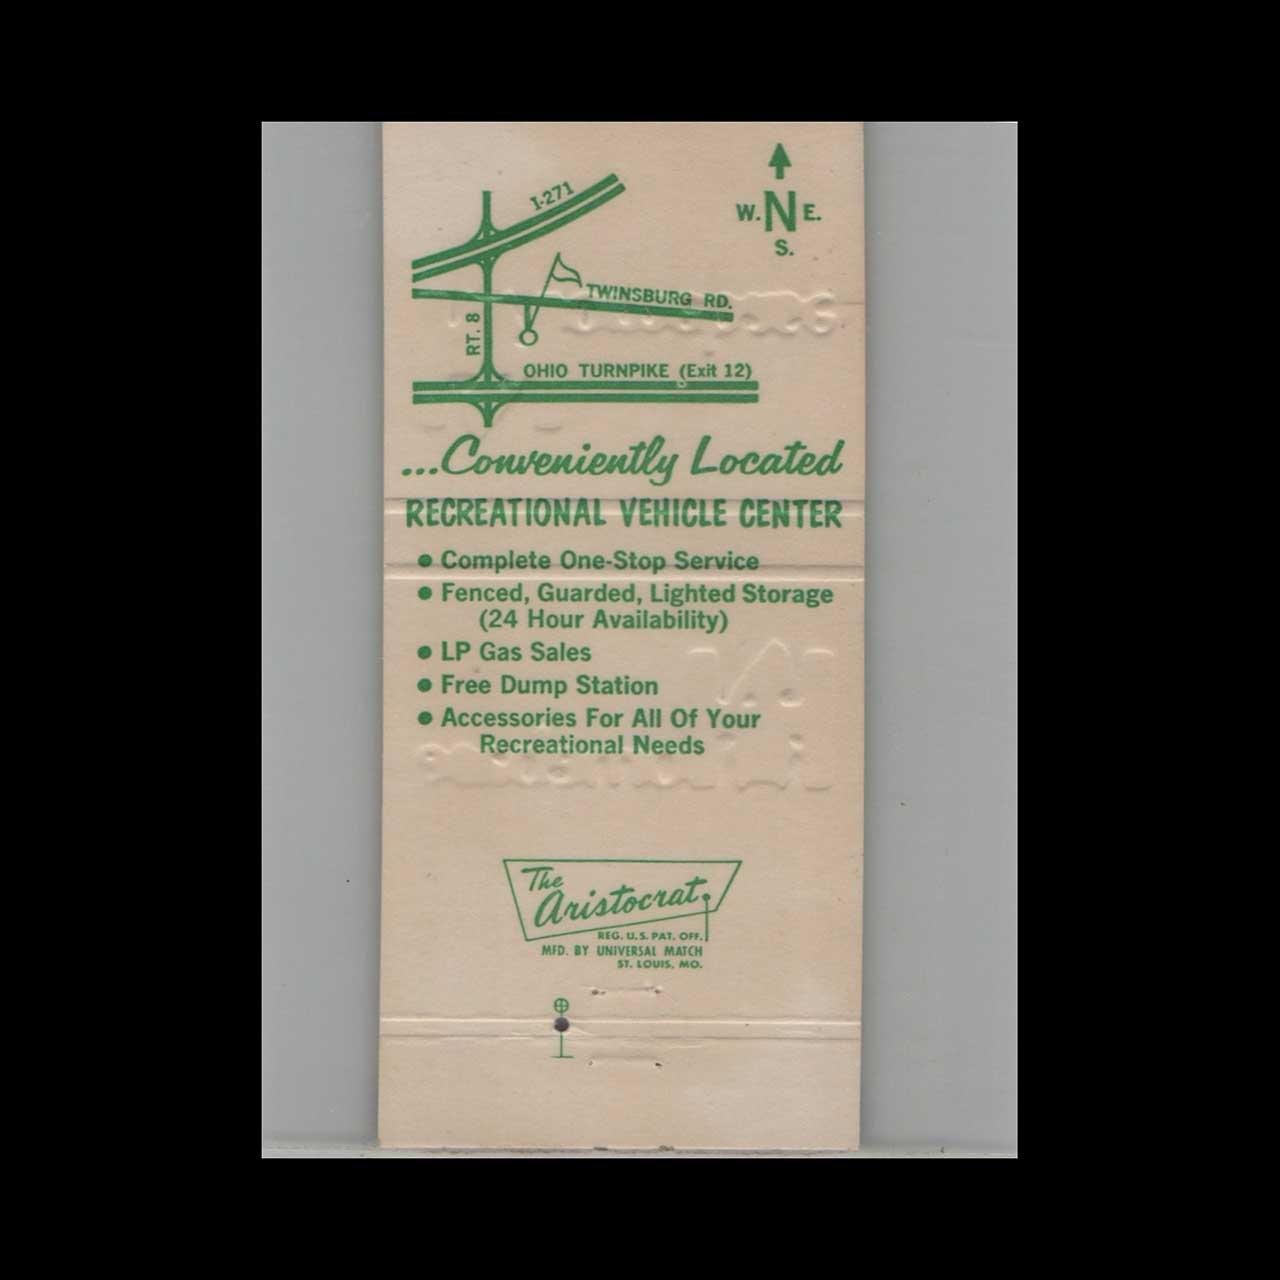 I-271
W. N E.
S.
TWINSBURG RD.
RT. 8
OHIO TURNPIKE (Exit 12)
...Conveniently Located
RECREATIONAL VEHICLE CENTER
• Complete One-Stop Service
• Fenced, Guarded, Lighted Storage
(24 Hour Availability)
• LP Gas Sales
• Free Dump Station
• Accessories For All Of Your
Recreational Needs
The
Aristocrat
REG. U.S. PAT. OFF.
MFD. BY UNIVERSAL MATCH
ST. LOUIS, MO.